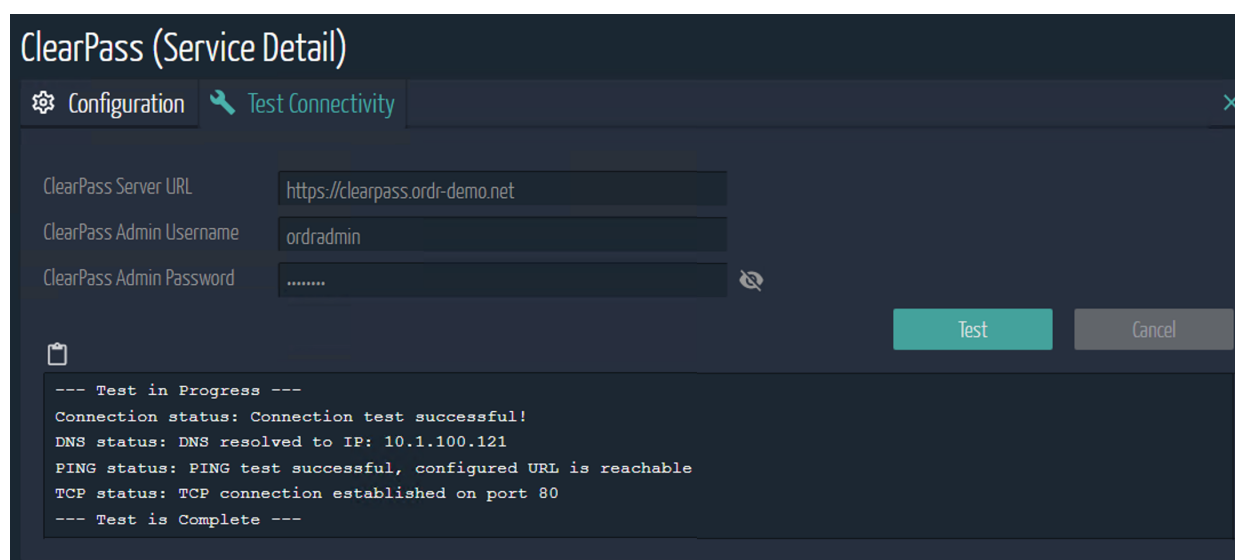 ClearPass (Service Detail)
Configuration Test Connectivity
ClearPass Server URL https://clearpass.ordr-demo.net
ClearPass Admin Username ordradmin
ClearPass Admin Password ........
Test Cancel
--- Test in Progress ---
Connection status: Connection test successful!
DNS status: DNS resolved to IP: 10.1.100.121
PING status: PING test successful, configured URL is reachable
TCP status: TCP connection established on port 80
--- Test is Complete ---